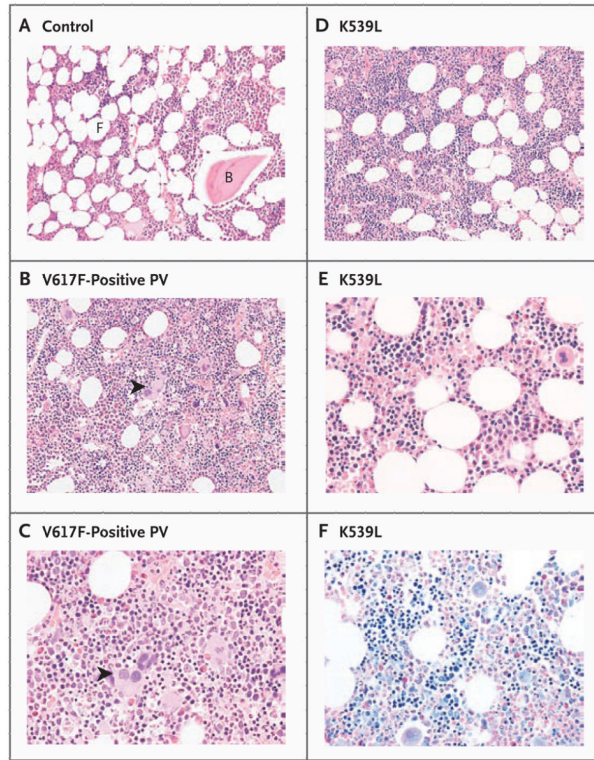 A Control
F
B
D K539L
B V617F-Positive PV
E K539L
C V617F-Positive PV
F K539L